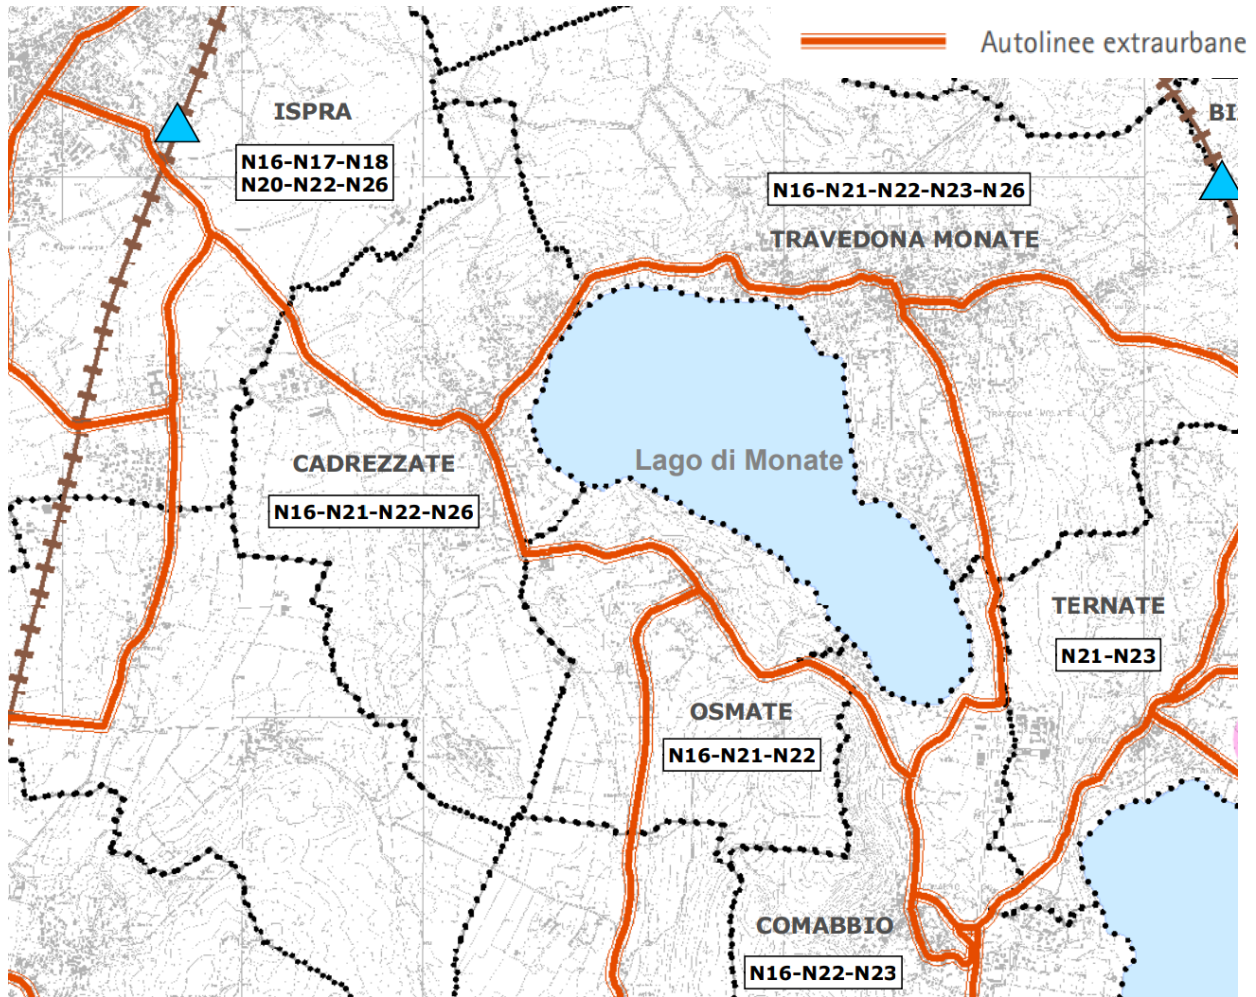 Autolinee extraurbane
ISPRA
N16-N17-N18
N20-N22-N26
N16-N21-N22-N23-N26
TRAVEDONA MONATE
CADREZZATE
N16-N21-N22-N26
Lago di Monate
TERNATE
N21-N23
OSMATE
N16-N21-N22
COMABBIO
N16-N22-N23